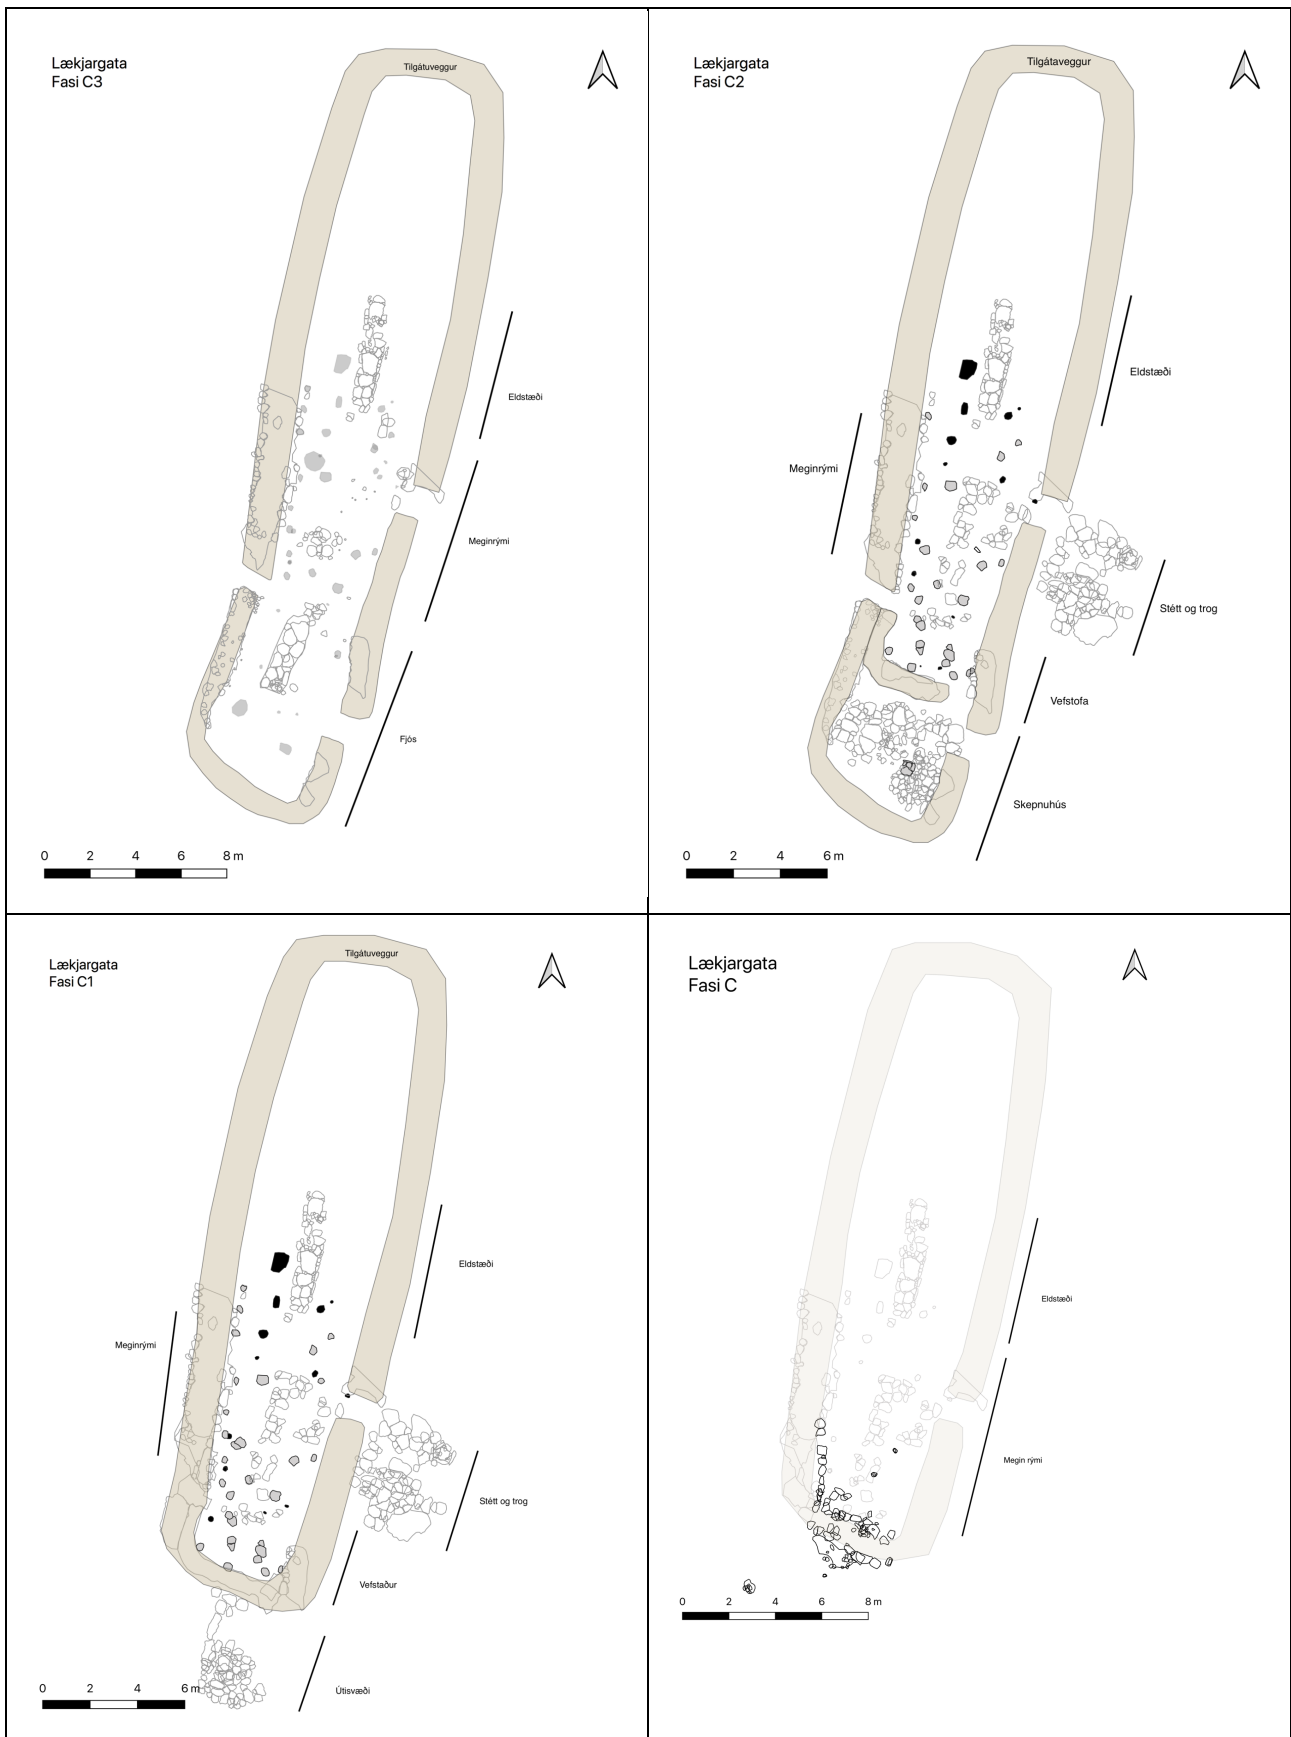 Lækjargata
Fasi C3
Tilgátuveggur
Eldstæði
Meginrými
Fjós
0 2 4 6 8 m
Lækjargata
Fasi C2
Tilgátaveggur
Eldstæði
Meginrými
Stétt og trog
Vefstofa
Skepnuhús
0 2 4 6 m
Lækjargata
Fasi C1
Tilgátuveggur
Eldstæði
Meginrými
Stétt og trog
Vefstaður
Útisvæði
0 2 4 6 m
Lækjargata
Fasi C
Eldstæði
Megin rými
0 2 4 6 8 m